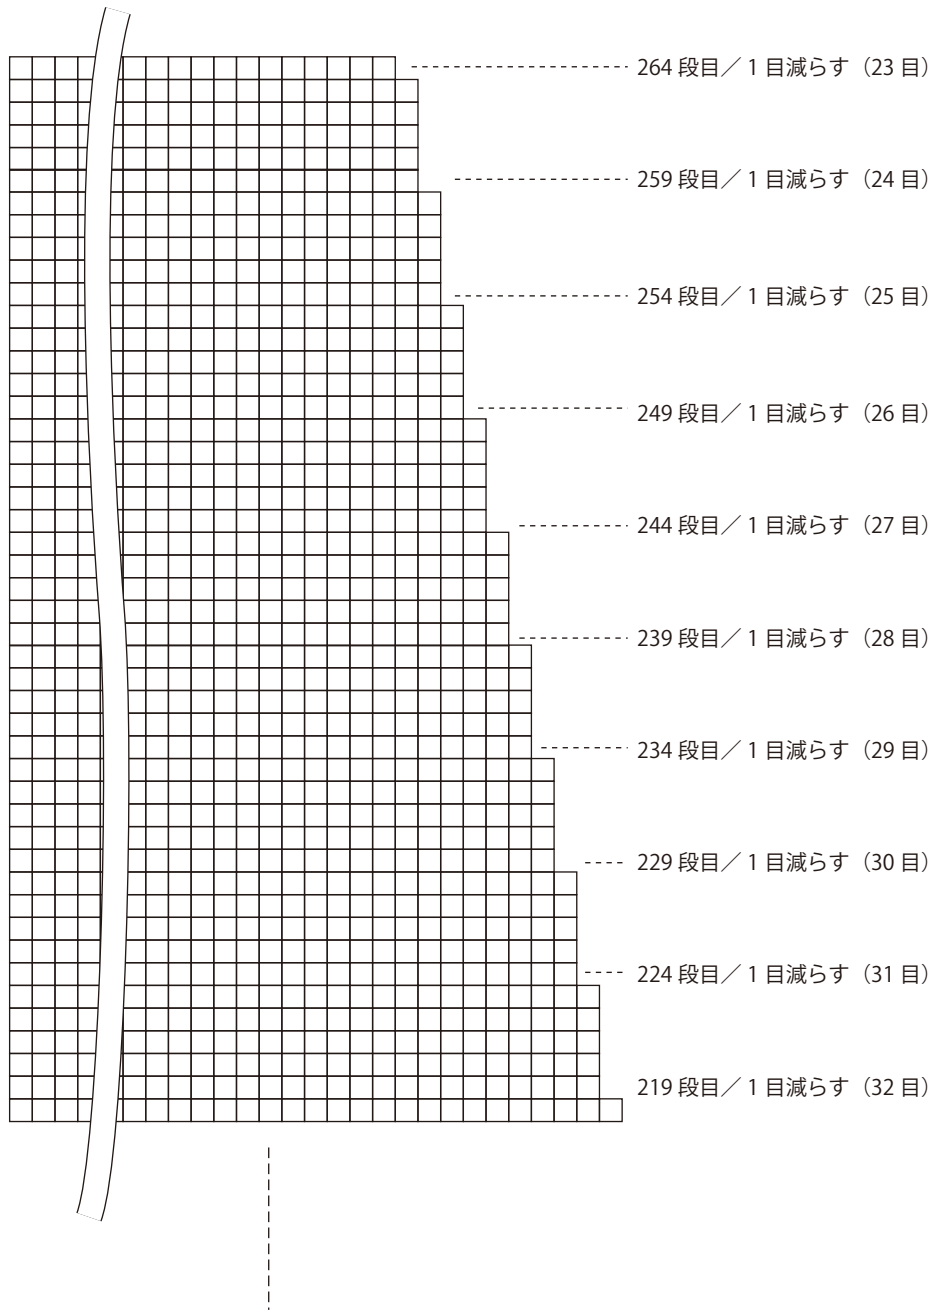 264 段目／ 1 目減らす（23 目）
259 段目／ 1 目減らす（24 目）
254 段目／ 1 目減らす（25 目）
249 段目／ 1 目減らす（26 目）
244 段目／ 1 目減らす（27 目）
239 段目／ 1 目減らす（28 目）
234 段目／ 1 目減らす（29 目）
229 段目／ 1 目減らす（30 目）
224 段目／ 1 目減らす（31 目）
219 段目／ 1 目減らす（32 目）